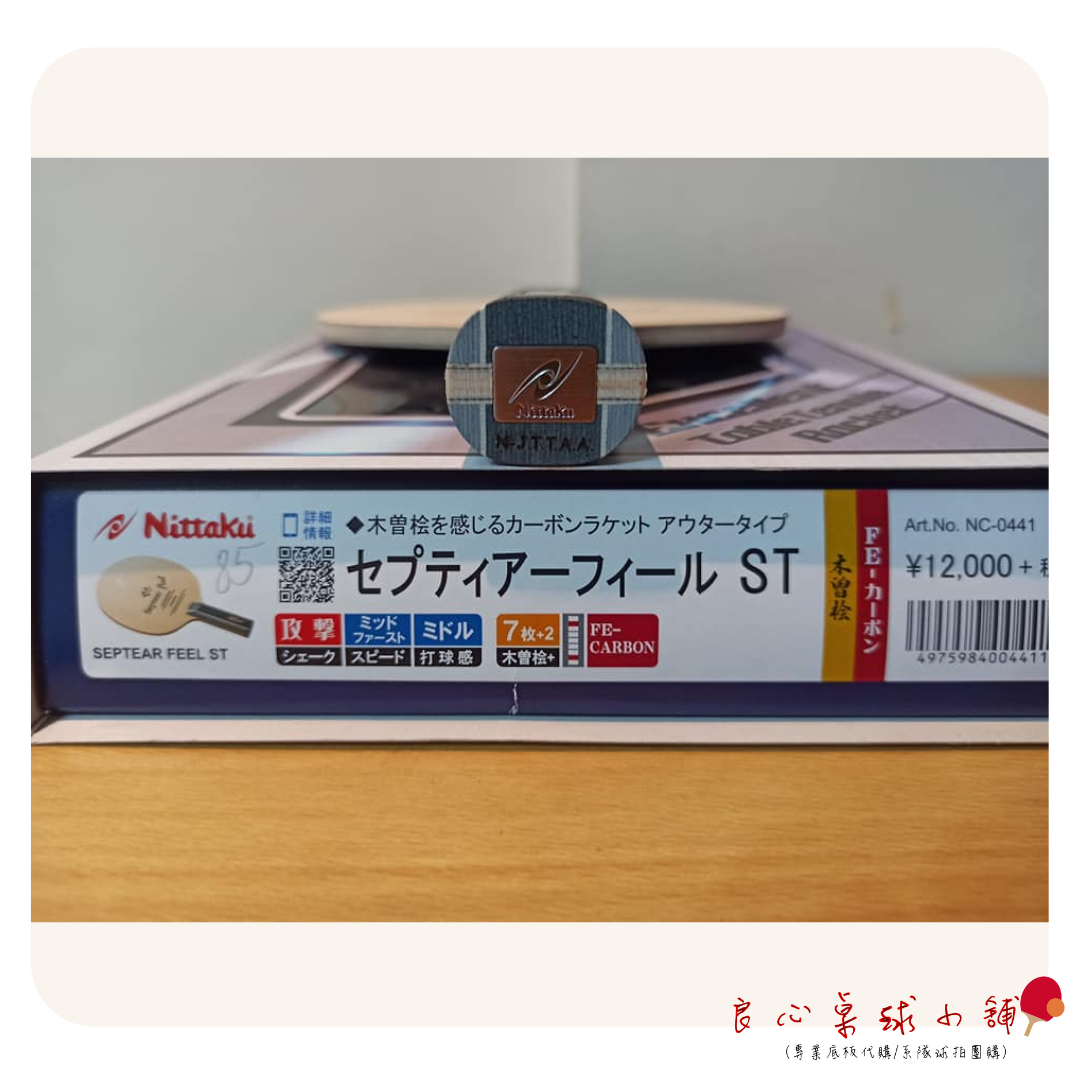 Nittaku
N-J.T.T.A.A
Table Tennis
Racket
Nittaku
85
詳細
情報
◆木曽桧を感じるカーボンラケット アウタータイプ
セプティアーフィール ST
SEPTEAR FEEL ST
攻撃
シェーク
ミッド
ファースト
スピード
ミドル
打球感
7枚+2
木曽桧+
FE-
CARBON
木曽桧
FE-カーボン
Art.No. NC-0441
¥12,000+
4975984004411
良心桌球小舖
(專業底板代購/系隊球拍團購)